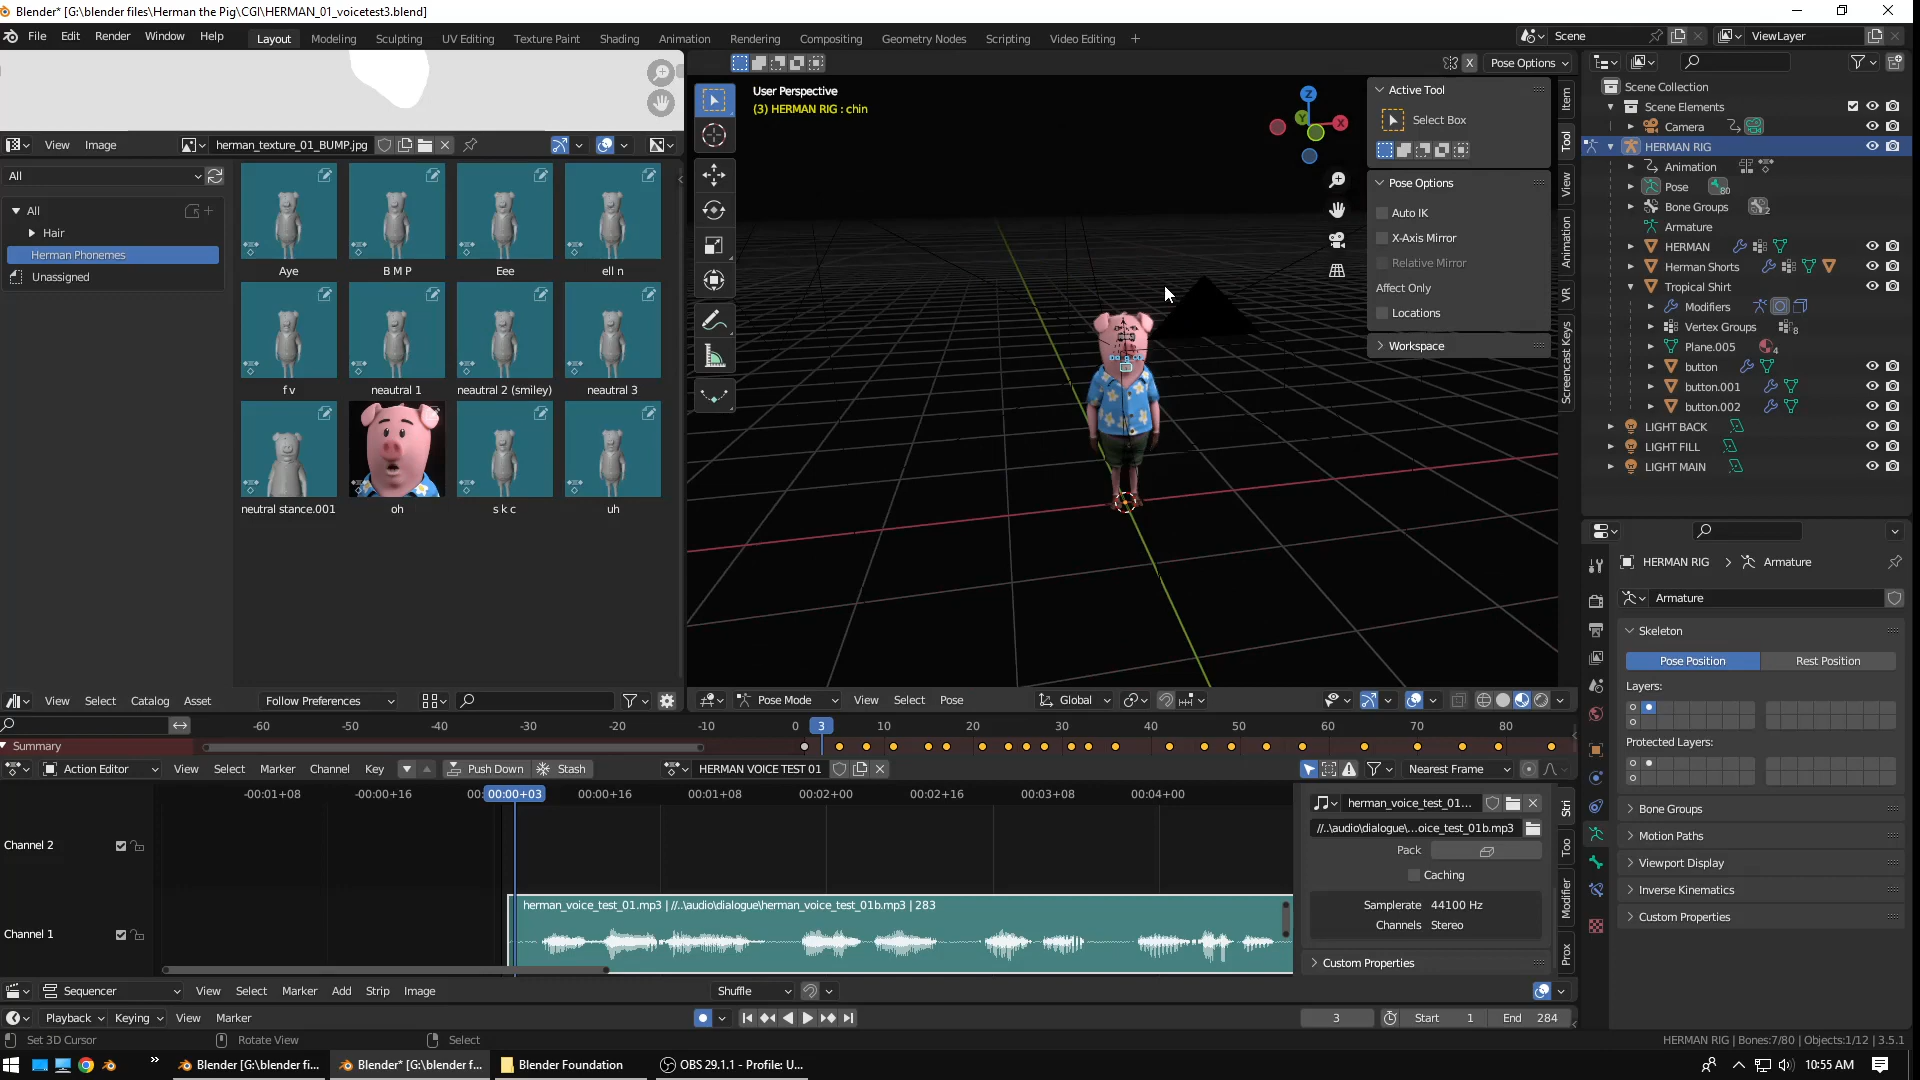 Blender* [G:\blender files\Herman the Pig\CGI\HERMAN_01_voicetest3.blend]
File Edit Render Window Help Layout Modeling Sculpting UV Editing Texture Paint Shading Animation Rendering Compositing Geometry Nodes Scripting Video Editing + Scene ViewLayer
X Pose Options
User Perspective
(3) HERMAN RIG : chin
Z
Y
X
Active Tool
Select Box
Pose Options
Auto IK
X-Axis Mirror
Relative Mirror
Affect Only
Locations
Workspace
Item
Tool
View
Animation
VR
Screencast Keys
Scene Collection
Scene Elements
Camera
HERMAN RIG
Animation
Pose 80
Bone Groups 2
Armature
HERMAN
Herman Shorts
Tropical Shirt
Modifiers
Vertex Groups 8
Plane.005 4
button
button.001
button.002
LIGHT BACK
LIGHT FILL
LIGHT MAIN
View Image herman_texture_01_BUMP.jpg
All
All
Hair
Herman Phonemes
Unassigned
Aye B M P Eee ell n
f v neautral 1 neautral 2 (smiley) neautral 3
neutral stance.001 oh s k c uh
View Select Catalog Asset Follow Preferences
Pose Mode View Select Pose Global
-60 -50 -40 -30 -20 -10 0 3 10 20 30 40 50 60 70 80
Summary
Action Editor View Select Marker Channel Key Push Down Stash HERMAN VOICE TEST 01 Nearest Frame
-00:01+08 -00:00+16 00: 00:00+03 00:00+16 00:01+08 00:02+00 00:02+16 00:03+08 00:04+00
Channel 2
Channel 1
herman_voice_test_01.mp3 | //..\audio\dialogue\herman_voice_test_01b.mp3 | 283
herman_voice_test_01...
//..\audio\dialogue\...oice_test_01b.mp3
Pack
Caching
Samplerate 44100 Hz
Channels Stereo
Custom Properties
Stri
Too
Modifier
Prox
Sequencer View Select Marker Add Strip Image Shuffle
Playback Keying View Marker 3 Start 1 End 284
Set 3D Cursor Rotate View Select
HERMAN RIG | Bones:7/80 | Objects:1/12 | 3.5.1
HERMAN RIG > Armature
Armature
Skeleton
Pose Position Rest Position
Layers:
Protected Layers:
Bone Groups
Motion Paths
Viewport Display
Inverse Kinematics
Custom Properties
Blender [G:\blender fi... Blender* [G:\blender f... Blender Foundation OBS 29.1.1 - Profile: U... 10:55 AM